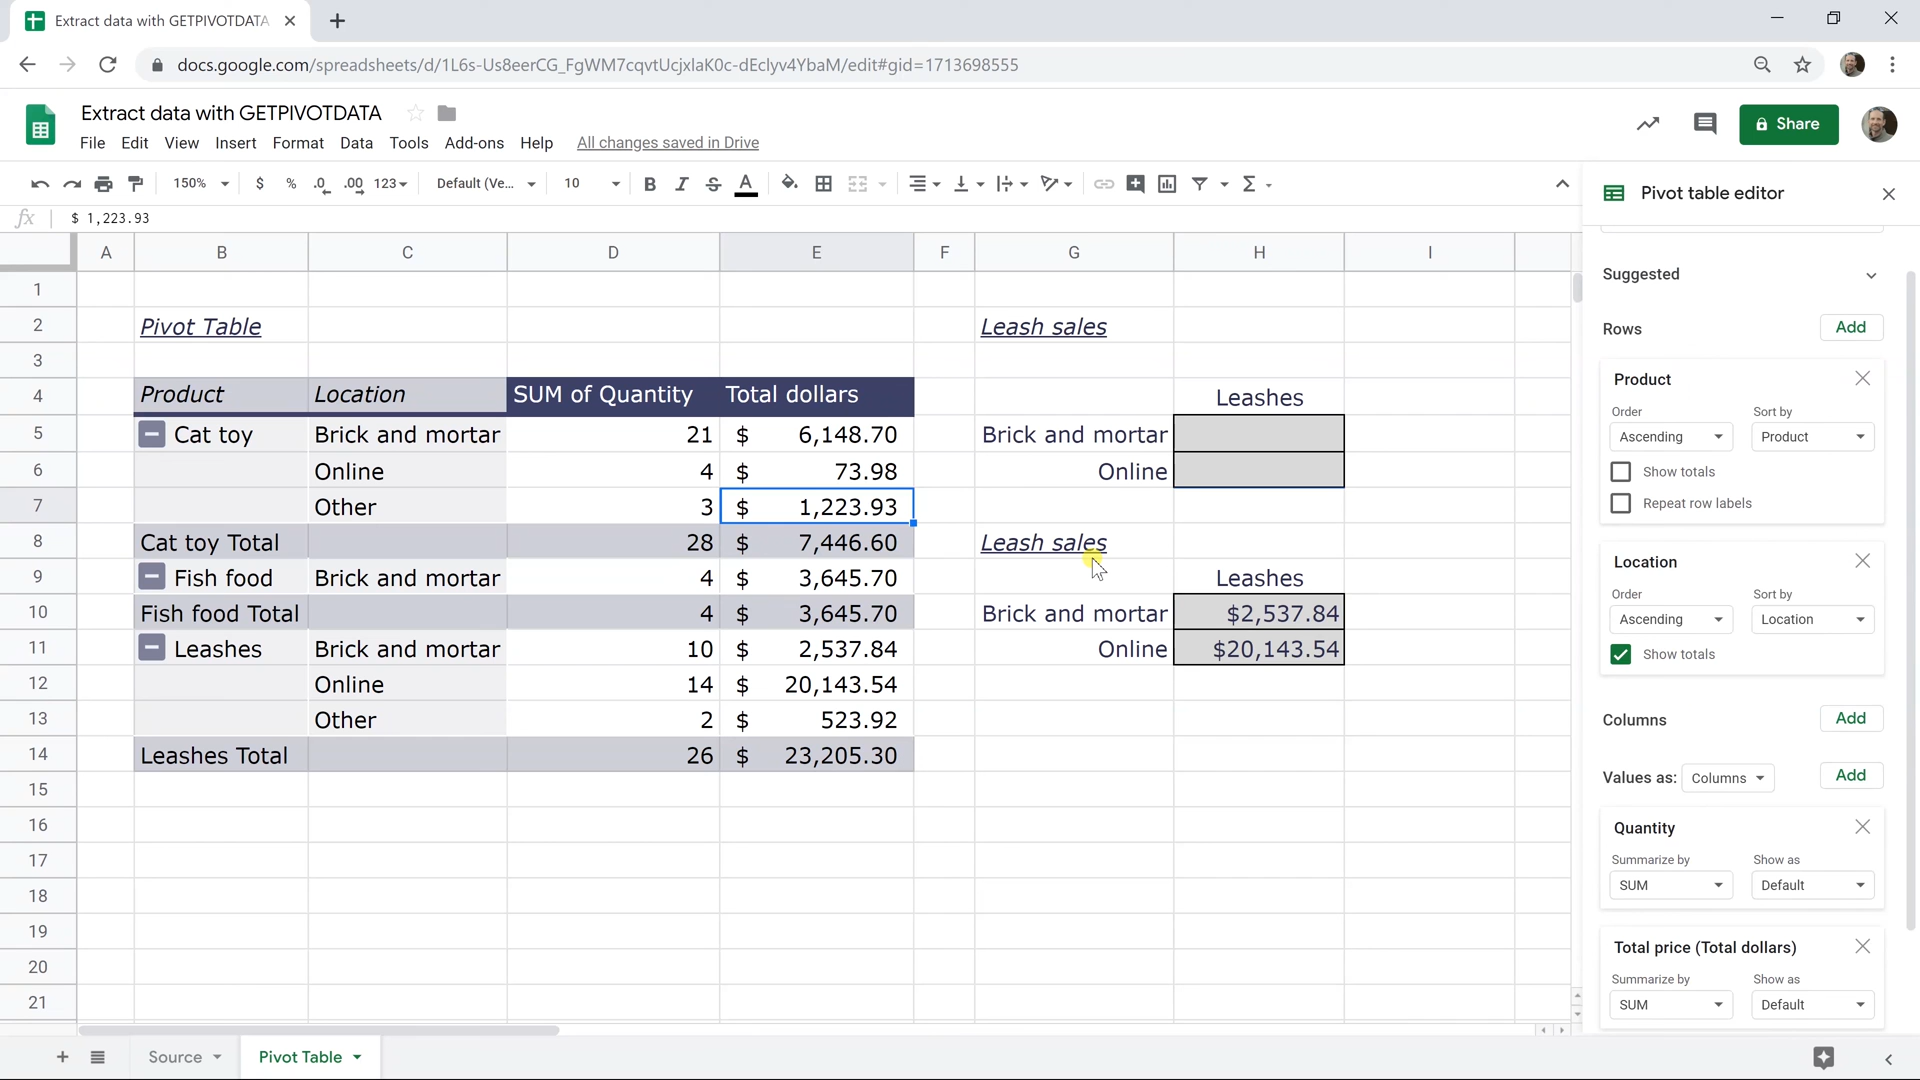 Extract data with GETPIVOTDATA
docs.google.com/spreadsheets/d/1L6s-Us8eerCG_FgWM7cqvtUcjxlaK0c-dEclyv4YbaM/edit#gid=1713698555
Extract data with GETPIVOTDATA
File Edit View Insert Format Data Tools Add-ons Help All changes saved in Drive
Share
150% $ % .0 .00 123 Default (Ve... 10 B I S A
fx $ 1,223.93
A B C D E F G H I
1
2 Pivot Table Leash sales
3
4 Product Location SUM of Quantity Total dollars Leashes
5 Cat toy Brick and mortar 21 $ 6,148.70 Brick and mortar
6 Online 4 $ 73.98 Online
7 Other 3 $ 1,223.93
8 Cat toy Total 28 $ 7,446.60 Leash sales
9 Fish food Brick and mortar 4 $ 3,645.70 Leashes
10 Fish food Total 4 $ 3,645.70 Brick and mortar $2,537.84
11 Leashes Brick and mortar 10 $ 2,537.84 Online $20,143.54
12 Online 14 $ 20,143.54
13 Other 2 $ 523.92
14 Leashes Total 26 $ 23,205.30
15
16
17
18
19
20
21
Source Pivot Table
Pivot table editor
Suggested
Rows Add
Product
Order Sort by
Ascending Product
Show totals
Repeat row labels
Location
Order Sort by
Ascending Location
Show totals
Columns Add
Values as: Columns Add
Quantity
Summarize by Show as
SUM Default
Total price (Total dollars)
Summarize by Show as
SUM Default